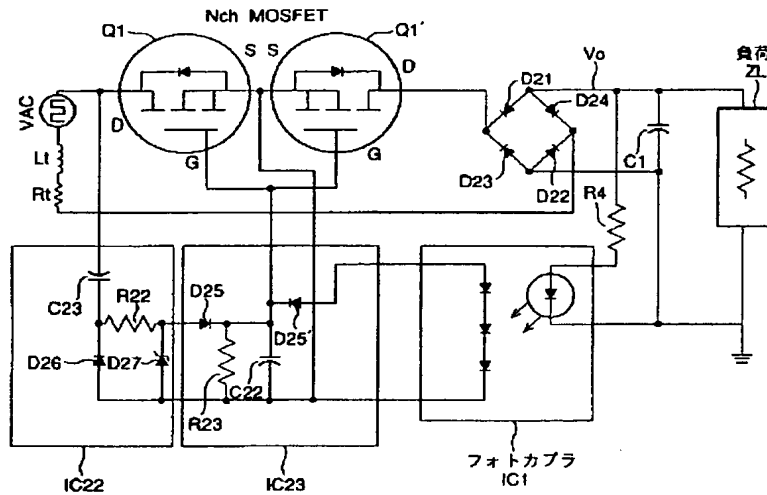 Nch MOSFET
Q1
Q1'
S
S
D
D
G
G
VAC
Lt
Rt
D21
D24
D23
D22
Vo
C1
R4
負荷
ZL
C23
R22
D26
D27
D25
D25'
R23
C22
IC22
IC23
フォトカプラ
IC1